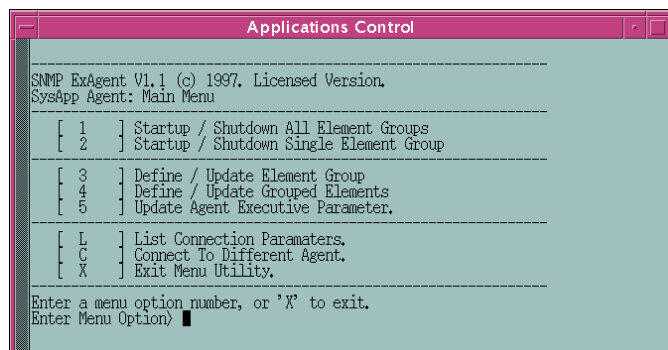 Applications Control
SNMP ExAgent V1.1 (c) 1997. Licensed Version.
SysApp Agent: Main Menu
[ 1 ] Startup / Shutdown All Element Groups
[ 2 ] Startup / Shutdown Single Element Group
[ 3 ] Define / Update Element Group
[ 4 ] Define / Update Grouped Elements
[ 5 ] Update Agent Executive Parameter.
[ L ] List Connection Paramaters.
[ C ] Connect To Different Agent.
[ X ] Exit Menu Utility.
Enter a menu option number, or 'X' to exit.
Enter Menu Option>